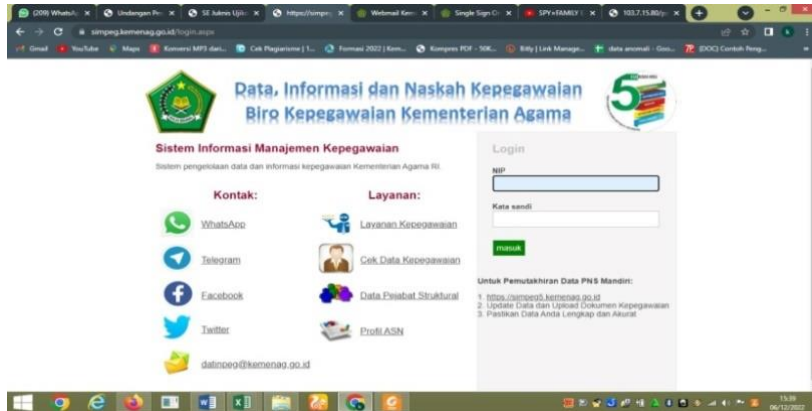 (209) WhatsA
Undangan Pe
SE Juknis Uji
https://simpeg
Webmail Kem
Single Sign O
SPY×FAMILY
103.7.15.80/
simpeg.kemenag.go.id/login.aspx
Gmail
YouTube
Maps
Konversi MP3 dari...
Cek Plagiarisme | 1...
Formasi 2022 | Kem...
Kompres PDF - 50K...
Bitly | Link Manage...
data anomali - Goo...
(DOC) Contoh Peng...
Data, Informasi dan Naskah Kepegawaian
Biro Kepegawaian Kementerian Agama
Sistem Informasi Manajemen Kepegawaian
Sistem pengelolaan data dan informasi kepegawaian Kementerian Agama RI.
Kontak:
WhatsApp
Telegram
Facebook
Twitter
datinpeg@kemenag.go.id
Layanan:
Layanan Kepegawaian
Cek Data Kepegawaian
Data Pejabat Struktural
Profil ASN
Login
NIP
Kata sandi
masuk
Untuk Pemutakhiran Data PNS Mandiri:
1. https://simpeg5.kemenag.go.id
2. Update Data dan Upload Dokumen Kepegawaian
3. Pastikan Data Anda Lengkap dan Akurat
15:39
06/12/2022